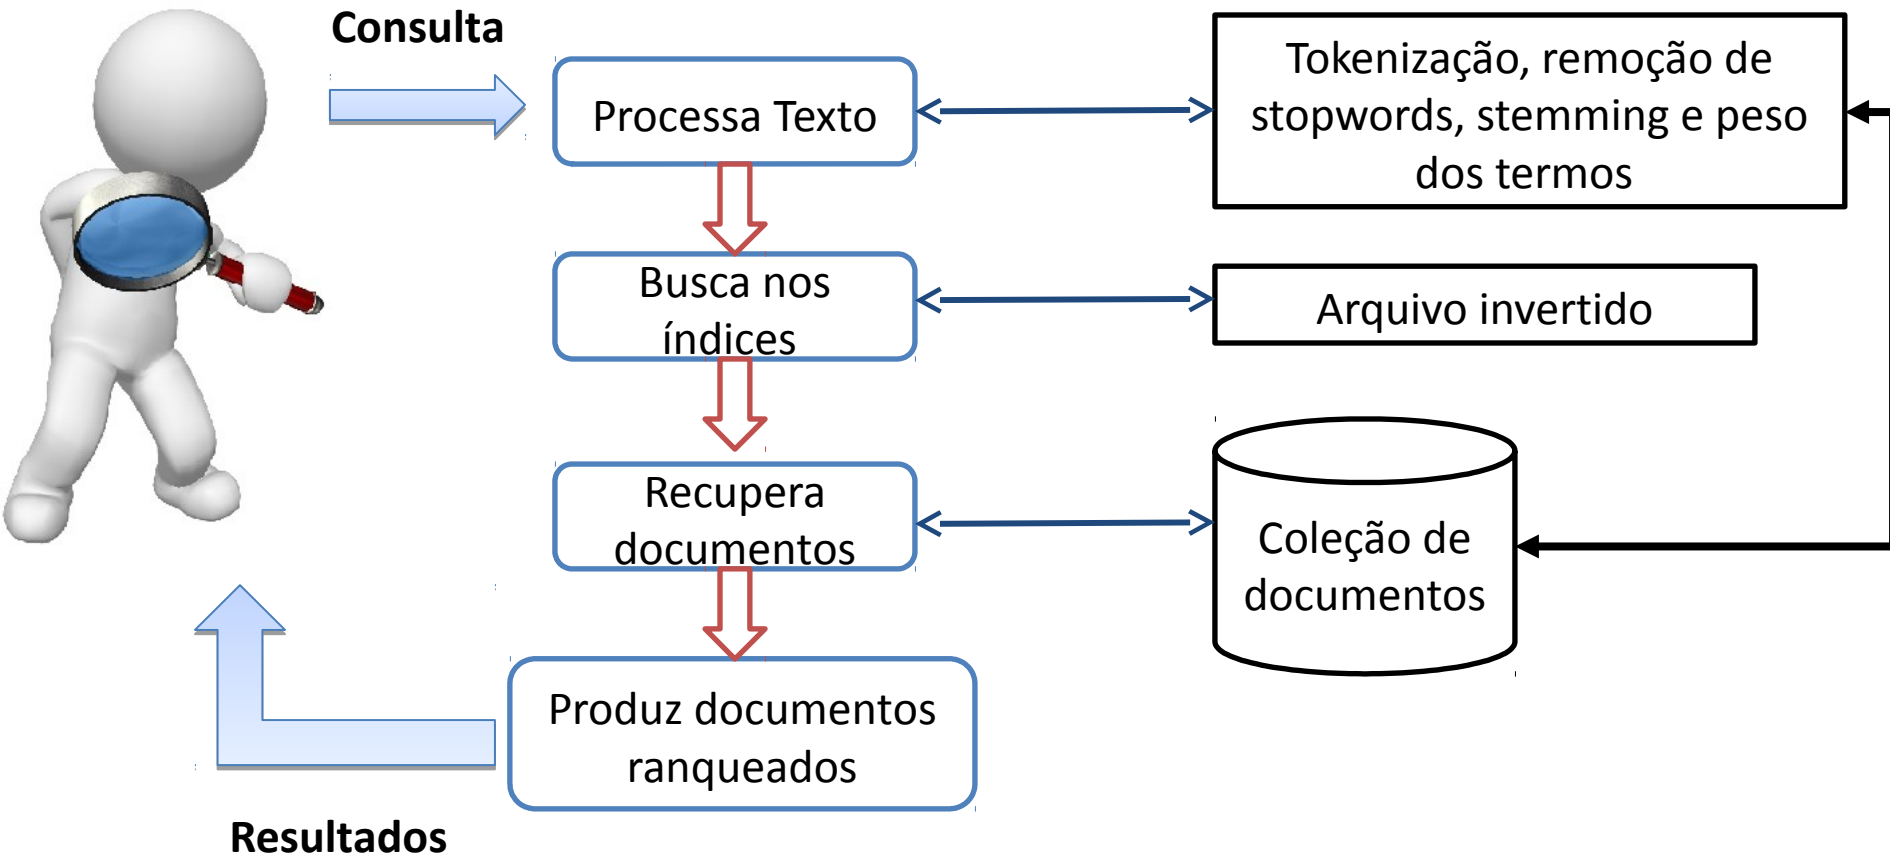 Consulta
Processa Texto
Tokenização, remoção de
stopwords, stemming e peso
dos termos
Busca nos
índices
Arquivo invertido
Recupera
documentos
Coleção de
documentos
Produz documentos
ranqueados
Resultados